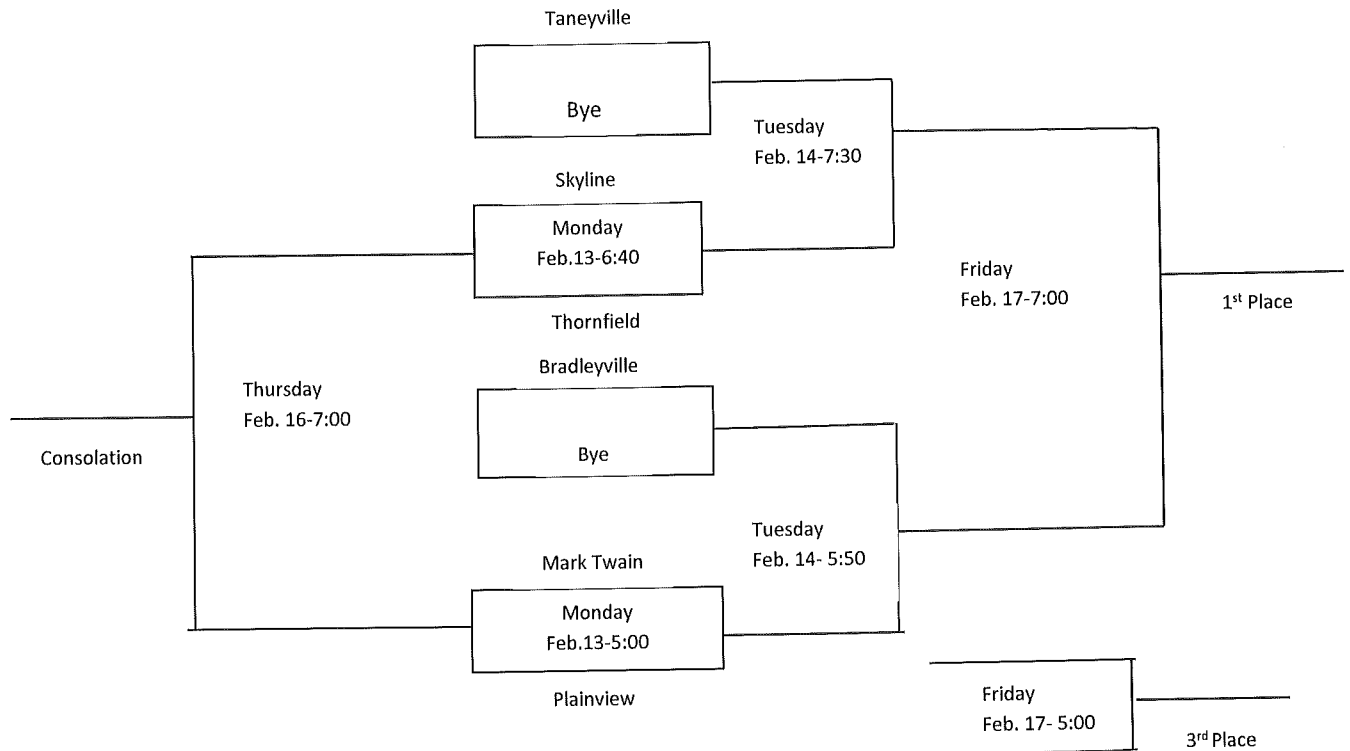 Taneyville
Bye
Tuesday
Feb. 14-7:30
Skyline
Monday
Feb.13-6:40
Thornfield
Friday
Feb. 17-7:00
1st Place
Bradleyville
Bye
Thursday
Feb. 16-7:00
Consolation
Tuesday
Feb. 14- 5:50
Mark Twain
Monday
Feb.13-5:00
Plainview
Friday
Feb. 17- 5:00
3rd Place